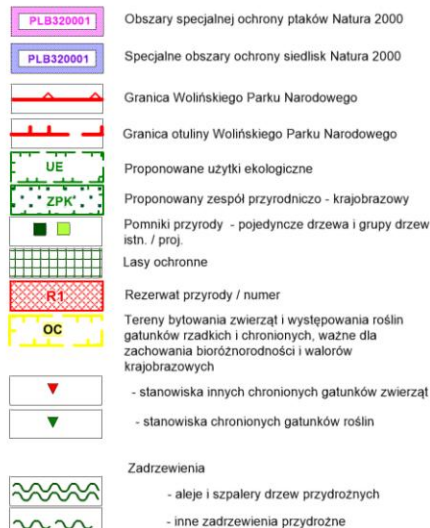 PLB320001 Obszary specjalnej ochrony ptaków Natura 2000
PLB320001 Specjalne obszary ochrony siedlisk Natura 2000
Granica Wolińskiego Parku Narodowego
Granica otuliny Wolińskiego Parku Narodowego
UE Proponowane użytki ekologiczne
ZPK Proponowany zespół przyrodniczo - krajobrazowy
Pomniki przyrody - pojedyncze drzewa i grupy drzew
istn. / proj.
Lasy ochronne
R1 Rezerwat przyrody / numer
OC Tereny bytowania zwierząt i występowania roślin
gatunków rzadkich i chronionych, ważne dla
zachowania bioróżnorodności i walorów
krajobrazowych
- stanowiska innych chronionych gatunków zwierząt
- stanowiska chronionych gatunków roślin
Zadrzewienia
- aleje i szpalery drzew przydrożnych
- inne zadrzewienia przydrożne